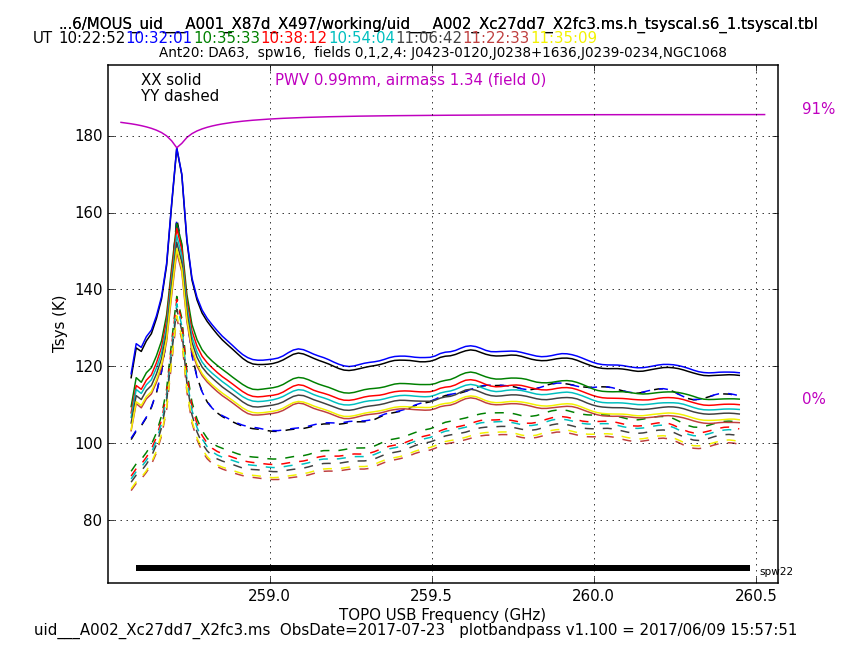 ...6/MOUS_uid___A001_X87d_X497/working/uid___A002_Xc27dd7_X2fc3.ms.h_tsyscal.s6_1.tsyscal.tbl
UT 10:22:52 10:32:01 10:35:33 10:38:12 10:54:04 11:06:42 11:22:33 11:35:09
Ant20: DA63, spw16, fields 0,1,2,4: J0423-0120,J0238+1636,J0239-0234,NGC1068
XX solid
PWV 0.99mm, airmass 1.34 (field 0)
YY dashed
91%
180
160
140
120
100
80
Tsys (K)
0%
spw22
259.0 259.5 260.0 260.5
TOPO USB Frequency (GHz)
uid___A002_Xc27dd7_X2fc3.ms ObsDate=2017-07-23 plotbandpass v1.100 = 2017/06/09 15:57:51